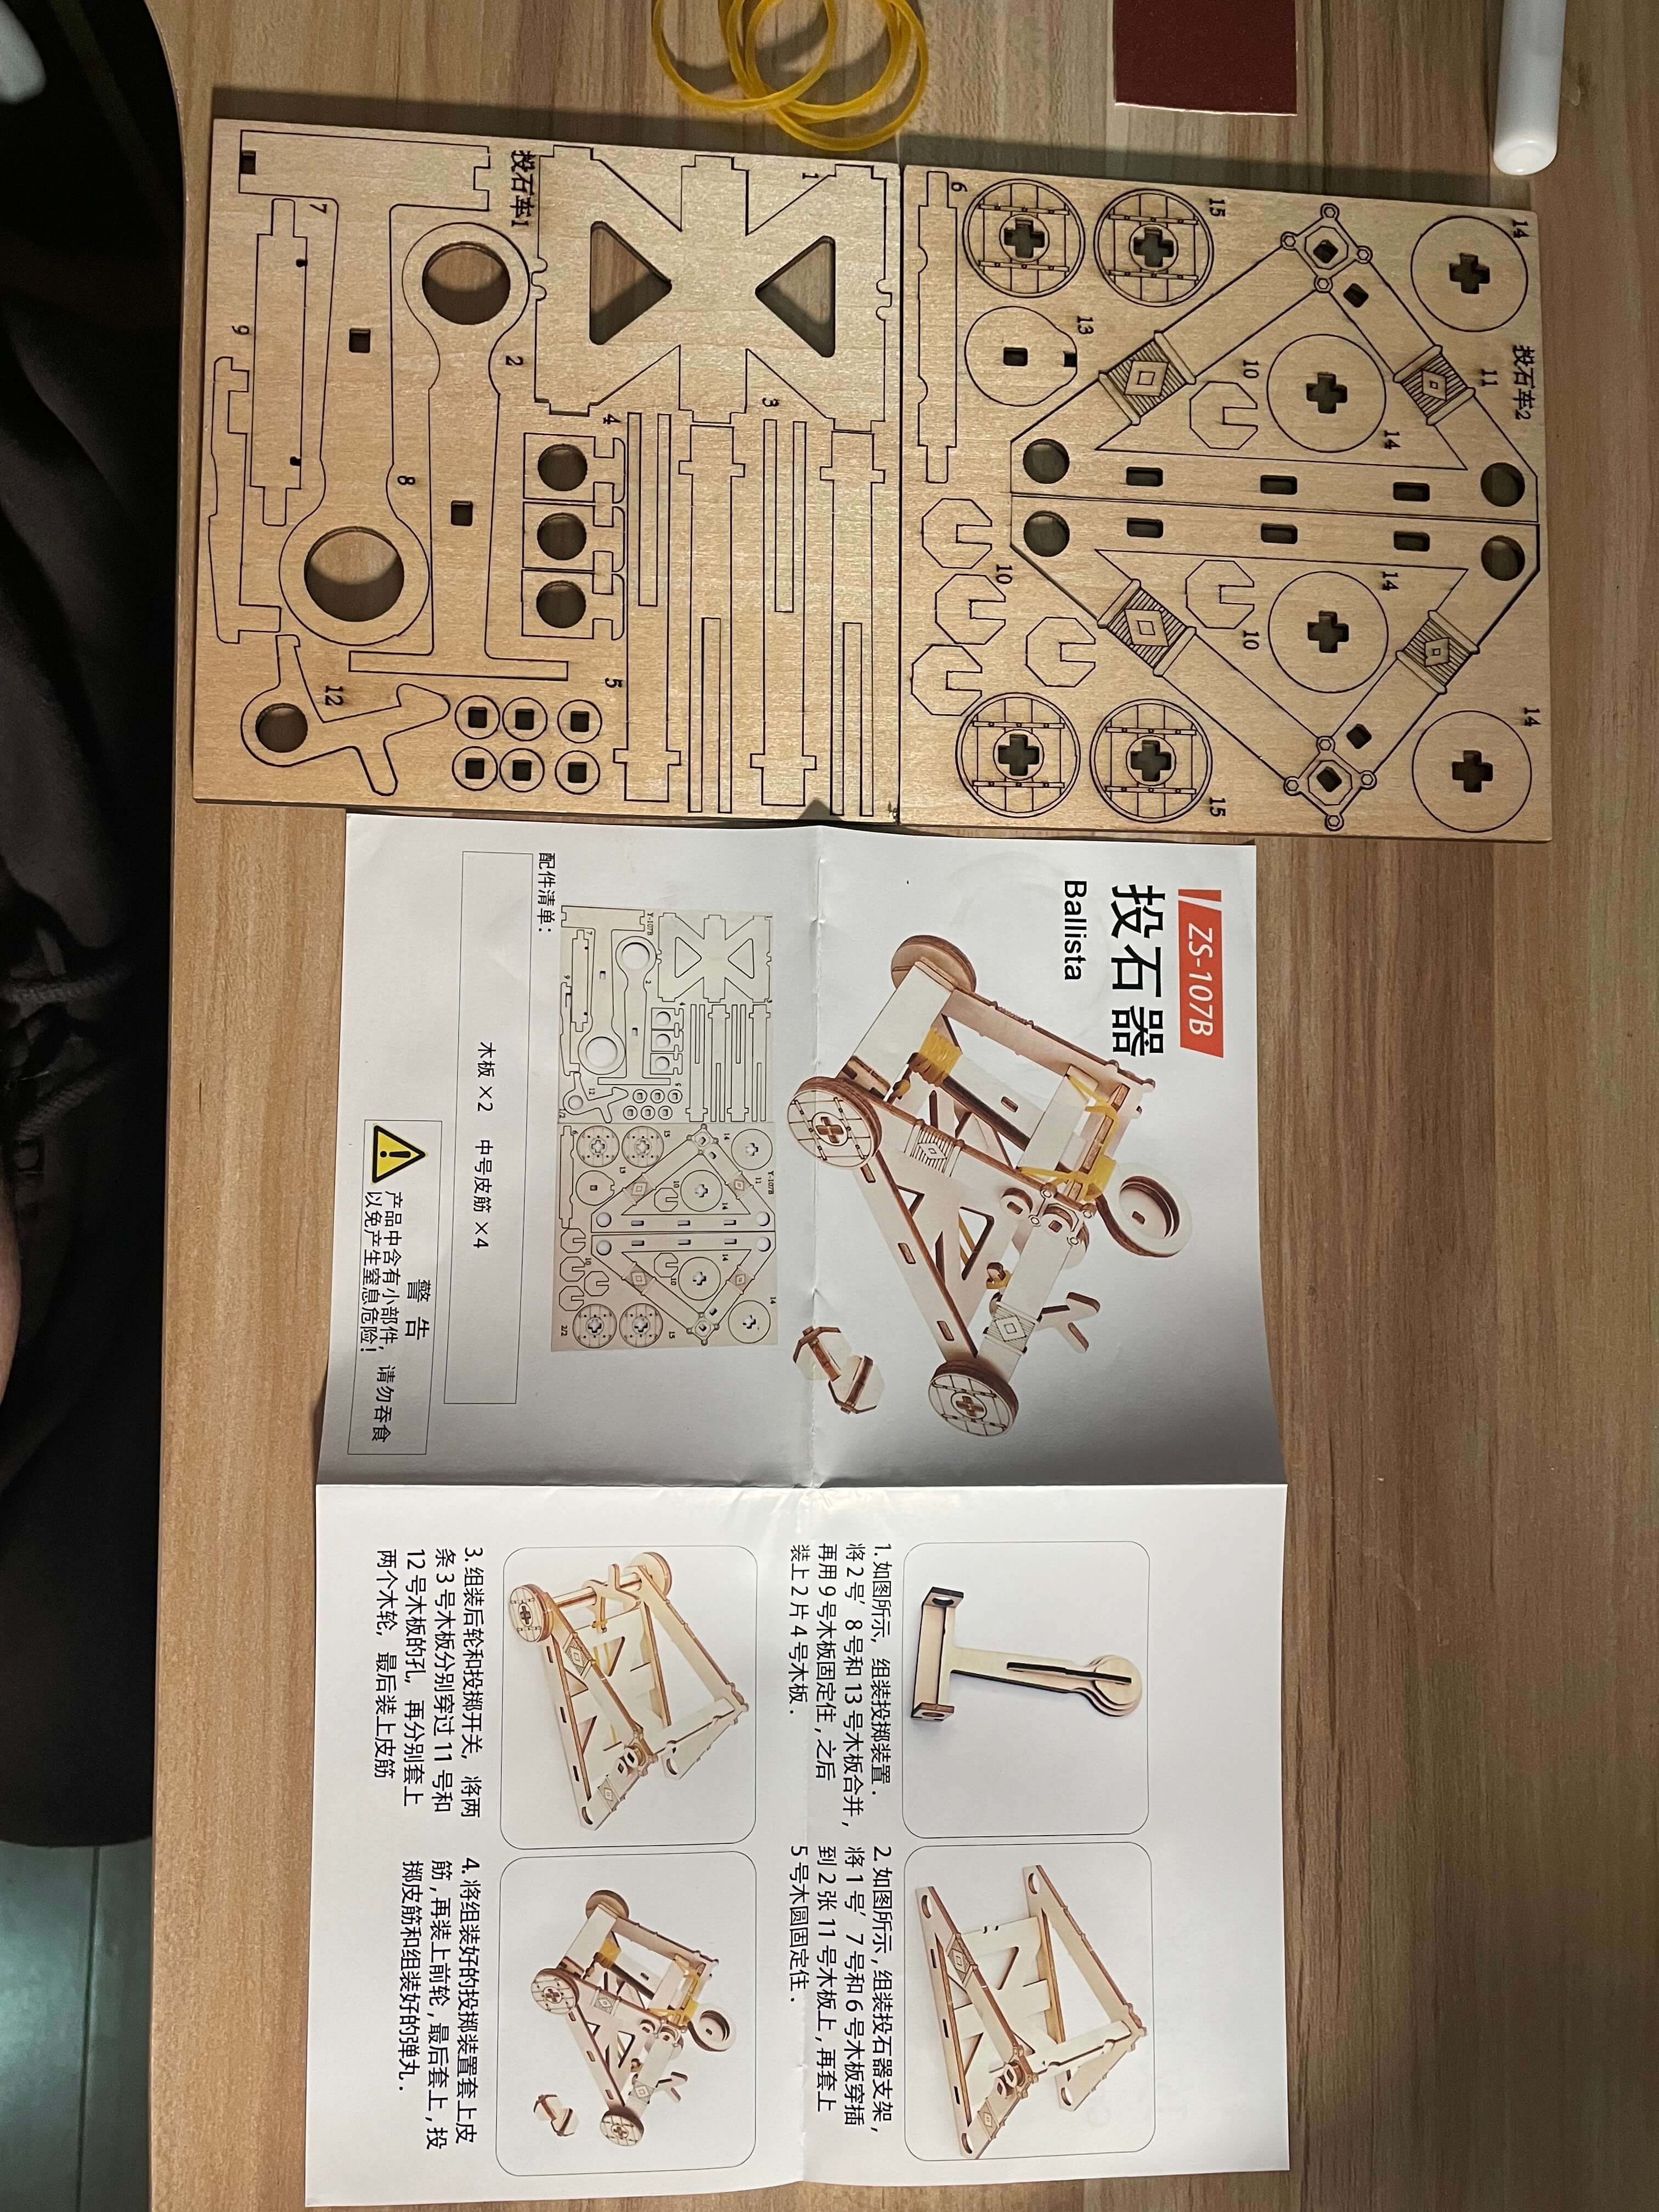 投石车2
14
11
14
14
14
15
15
10
10
10
13
6
投石车1
1
3
2
4
5
7
8
9
12
ZS-107B
投石器
Ballista
配件清单:
木板 ×2 中号皮筋 ×4
警 告
产品中含有小部件, 请勿吞食
以免产生窒息危险!
1. 如图所示, 组装投掷装置.
将 2 号' 8 号和 13 号木板合并,
再用 9 号木板固定住, 之后
装上 2 片 4 号木板.
2. 如图所示, 组装投石器支架,
将 1 号' 7 号和 6 号木板穿插
到 2 张 11 号木板上, 再套上
5 号木圆固定住.
3. 组装后轮和投掷开关, 将两
条 3 号木板分别穿过 11 号和
12 号木板的孔, 再分别套上
两个木轮, 最后装上皮筋
4. 将组装好的投掷装置套上皮
筋, 再装上前轮, 最后套上, 投
掷皮筋和组装好的弹丸.